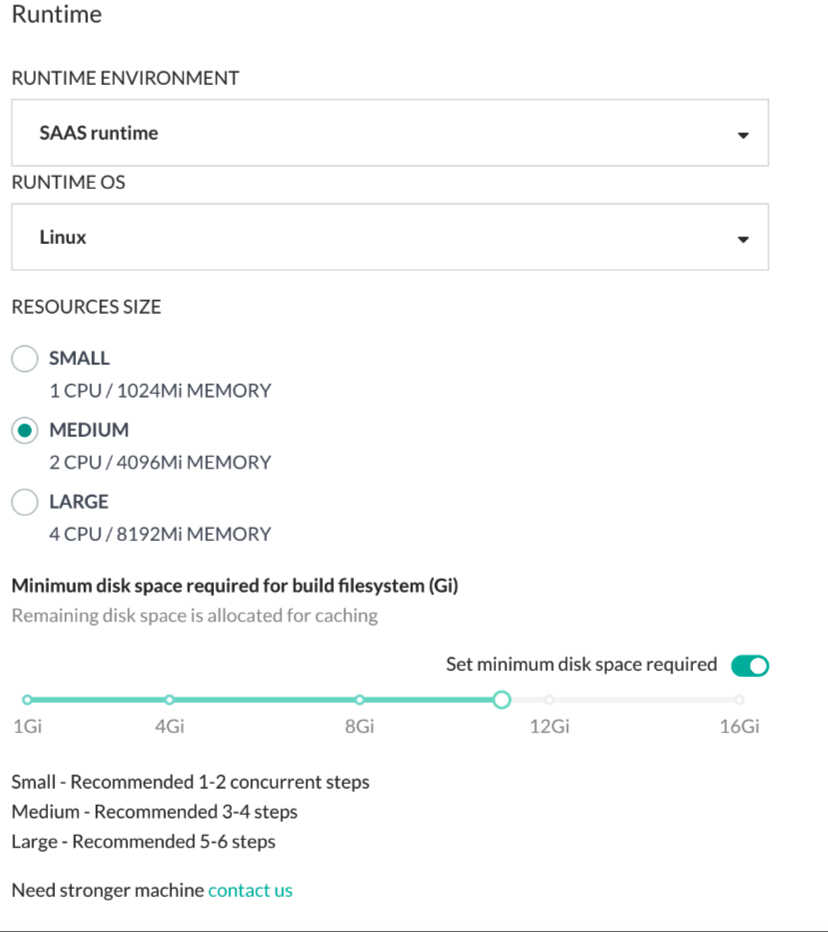 Runtime
RUNTIME ENVIRONMENT
SAAS runtime
RUNTIME OS
Linux
RESOURCES SIZE
SMALL
1 CPU / 1024Mi MEMORY
MEDIUM
2 CPU / 4096Mi MEMORY
LARGE
4 CPU / 8192Mi MEMORY
Minimum disk space required for build filesystem (Gi)
Remaining disk space is allocated for caching
Set minimum disk space required
1Gi 4Gi 8Gi 12Gi 16Gi
Small - Recommended 1-2 concurrent steps
Medium - Recommended 3-4 steps
Large - Recommended 5-6 steps
Need stronger machine contact us